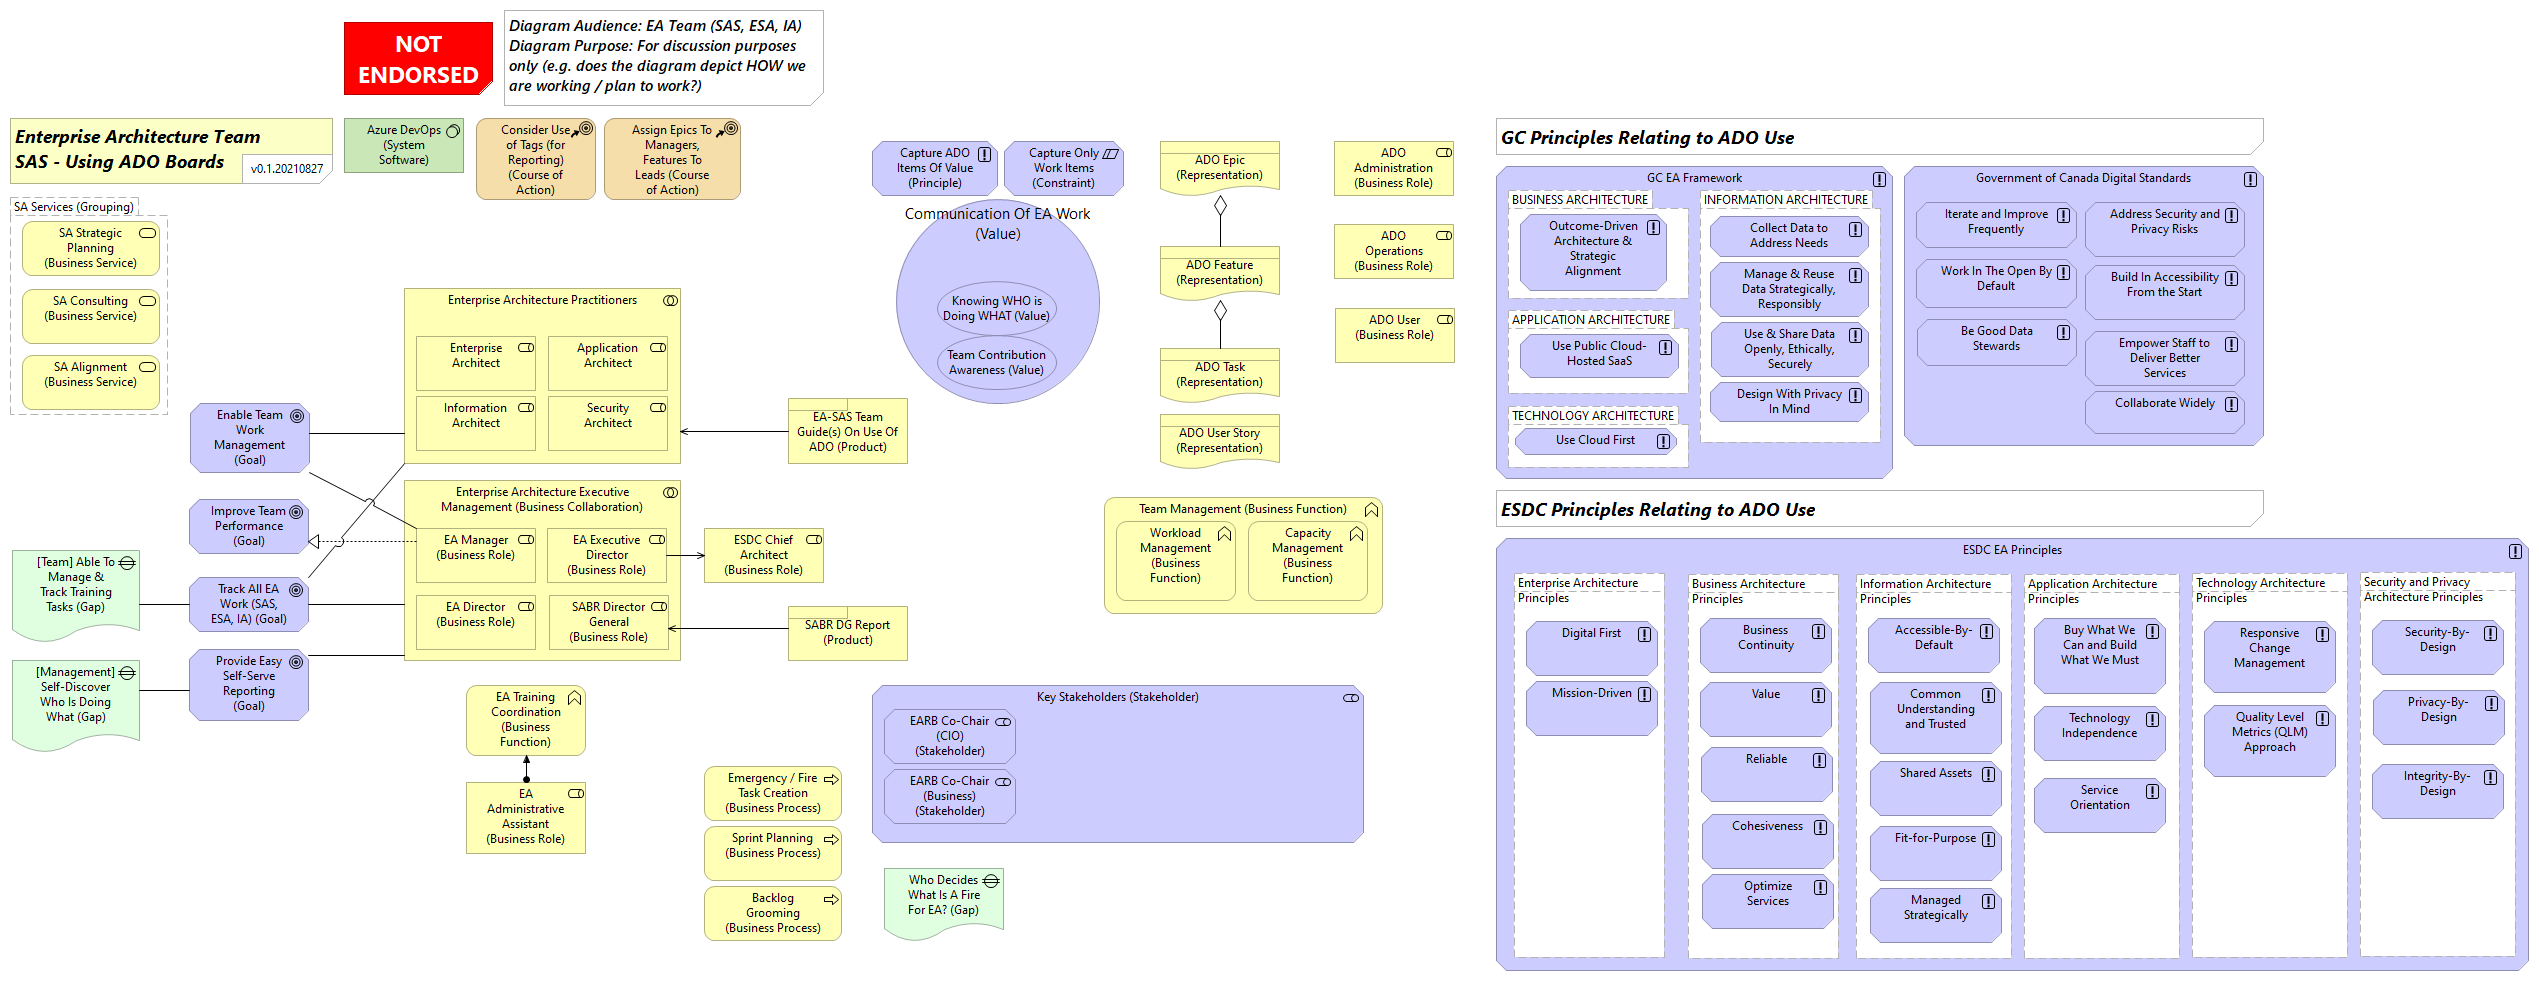 NOT
ENDORSED
Diagram Audience: EA Team (SAS, ESA, IA)
Diagram Purpose: For discussion purposes
only (e.g. does the diagram depict HOW we
are working / plan to work?)
Enterprise Architecture Team
SAS - Using ADO Boards
v0.1.20210827
Azure DevOps
(System
Software)
Consider Use
of Tags (for
Reporting)
(Course of
Action)
Assign Epics To
Managers,
Features To
Leads (Course
of Action)
SA Services (Grouping)
SA Strategic
Planning
(Business Service)
SA Consulting
(Business Service)
SA Alignment
(Business Service)
Enable Team
Work
Management
(Goal)
Improve Team
Performance
(Goal)
Track All EA
Work (SAS,
ESA, IA) (Goal)
Provide Easy
Self-Serve
Reporting
(Goal)
[Team] Able To
Manage &
Track Training
Tasks (Gap)
[Management]
Self-Discover
Who Is Doing
What (Gap)
Enterprise Architecture Practitioners
Enterprise
Architect
Application
Architect
Information
Architect
Security
Architect
Enterprise Architecture Executive
Management (Business Collaboration)
EA Manager
(Business Role)
EA Executive
Director
(Business Role)
EA Director
(Business Role)
SABR Director
General
(Business Role)
EA-SAS Team
Guide(s) On Use Of
ADO (Product)
ESDC Chief
Architect
(Business Role)
SABR DG Report
(Product)
EA Training
Coordination
(Business
Function)
EA
Administrative
Assistant
(Business Role)
Emergency / Fire
Task Creation
(Business Process)
Sprint Planning
(Business Process)
Backlog
Grooming
(Business Process)
Capture ADO
Items Of Value
(Principle)
Capture Only
Work Items
(Constraint)
Communication Of EA Work
(Value)
Knowing WHO is
Doing WHAT (Value)
Team Contribution
Awareness (Value)
ADO Epic
(Representation)
ADO Feature
(Representation)
ADO Task
(Representation)
ADO User Story
(Representation)
ADO
Administration
(Business Role)
ADO
Operations
(Business Role)
ADO User
(Business Role)
Team Management (Business Function)
Workload
Management
(Business
Function)
Capacity
Management
(Business
Function)
Key Stakeholders (Stakeholder)
EARB Co-Chair
(CIO)
(Stakeholder)
EARB Co-Chair
(Business)
(Stakeholder)
Who Decides
What Is A Fire
For EA? (Gap)
GC Principles Relating to ADO Use
GC EA Framework
BUSINESS ARCHITECTURE
Outcome-Driven
Architecture &
Strategic
Alignment
APPLICATION ARCHITECTURE
Use Public Cloud-
Hosted SaaS
TECHNOLOGY ARCHITECTURE
Use Cloud First
INFORMATION ARCHITECTURE
Collect Data to
Address Needs
Manage & Reuse
Data Strategically,
Responsibly
Use & Share Data
Openly, Ethically,
Securely
Design With Privacy
In Mind
Government of Canada Digital Standards
Iterate and Improve
Frequently
Work In The Open By
Default
Be Good Data
Stewards
Address Security and
Privacy Risks
Build In Accessibility
From the Start
Empower Staff to
Deliver Better
Services
Collaborate Widely
ESDC Principles Relating to ADO Use
ESDC EA Principles
Enterprise Architecture
Principles
Digital First
Mission-Driven
Business Architecture
Principles
Business
Continuity
Value
Reliable
Cohesiveness
Optimize
Services
Information Architecture
Principles
Accessible-By-
Default
Common
Understanding
and Trusted
Shared Assets
Fit-for-Purpose
Managed
Strategically
Application Architecture
Principles
Buy What We
Can and Build
What We Must
Technology
Independence
Service
Orientation
Technology Architecture
Principles
Responsive
Change
Management
Quality Level
Metrics (QLM)
Approach
Security and Privacy
Architecture Principles
Security-By-
Design
Privacy-By-
Design
Integrity-By-
Design